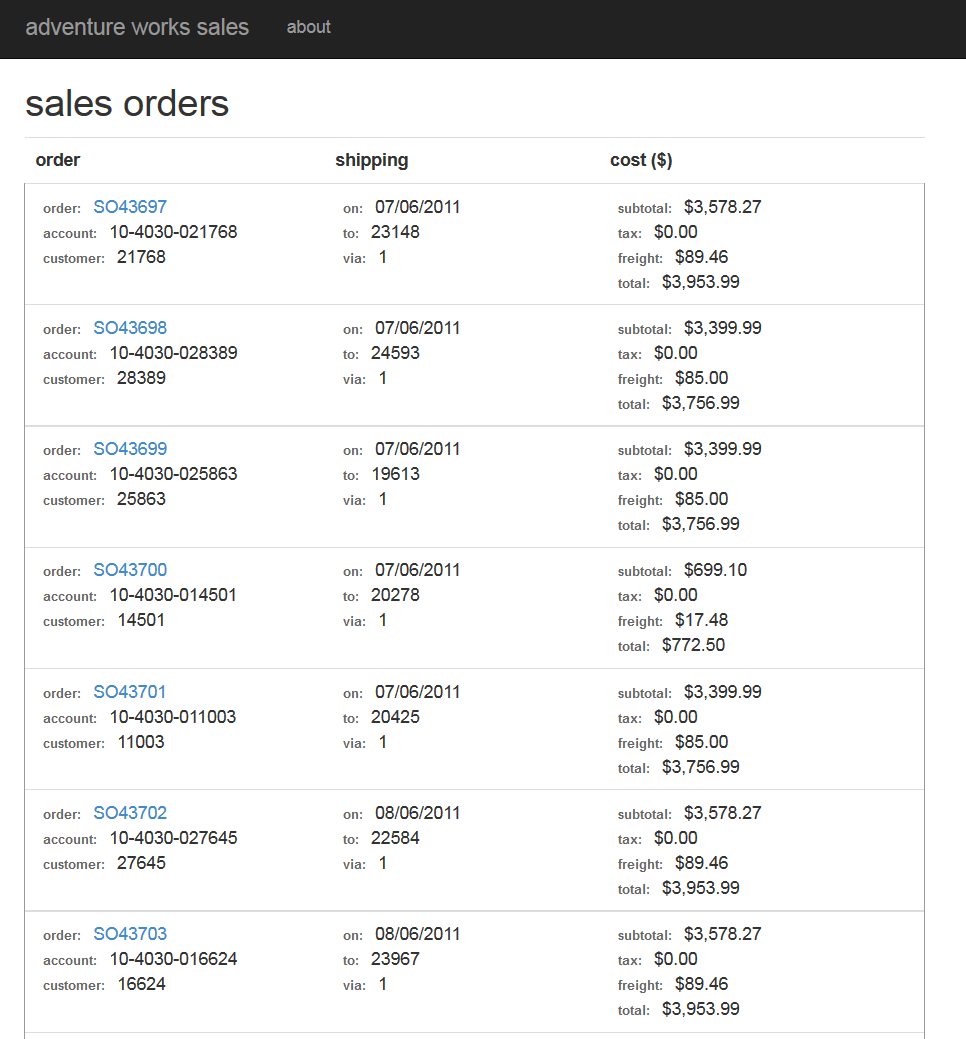 adventure works sales about
sales orders
order shipping cost ($)
order: SO43697 on: 07/06/2011 subtotal: $3,578.27
account: 10-4030-021768 to: 23148 tax: $0.00
customer: 21768 via: 1 freight: $89.46
total: $3,953.99
order: SO43698 on: 07/06/2011 subtotal: $3,399.99
account: 10-4030-028389 to: 24593 tax: $0.00
customer: 28389 via: 1 freight: $85.00
total: $3,756.99
order: SO43699 on: 07/06/2011 subtotal: $3,399.99
account: 10-4030-025863 to: 19613 tax: $0.00
customer: 25863 via: 1 freight: $85.00
total: $3,756.99
order: SO43700 on: 07/06/2011 subtotal: $699.10
account: 10-4030-014501 to: 20278 tax: $0.00
customer: 14501 via: 1 freight: $17.48
total: $772.50
order: SO43701 on: 07/06/2011 subtotal: $3,399.99
account: 10-4030-011003 to: 20425 tax: $0.00
customer: 11003 via: 1 freight: $85.00
total: $3,756.99
order: SO43702 on: 08/06/2011 subtotal: $3,578.27
account: 10-4030-027645 to: 22584 tax: $0.00
customer: 27645 via: 1 freight: $89.46
total: $3,953.99
order: SO43703 on: 08/06/2011 subtotal: $3,578.27
account: 10-4030-016624 to: 23967 tax: $0.00
customer: 16624 via: 1 freight: $89.46
total: $3,953.99